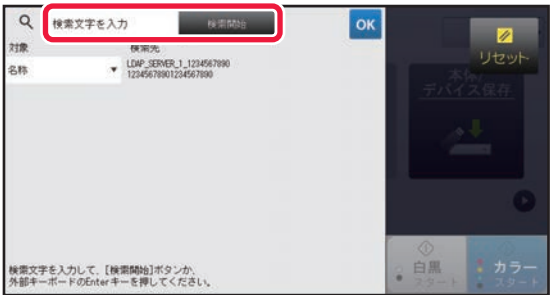 検索文字を入力
検索開始
OK
リセット
対象
検索先
名称
LDAP_SERVER_1_1234567890
12345678901234567890
本体/
デバイス保存
検索文字を入力して、[検索開始]ボタンか、
外部キーボードのEnterキーを押してください。
白黒
スタート
カラー
スタート